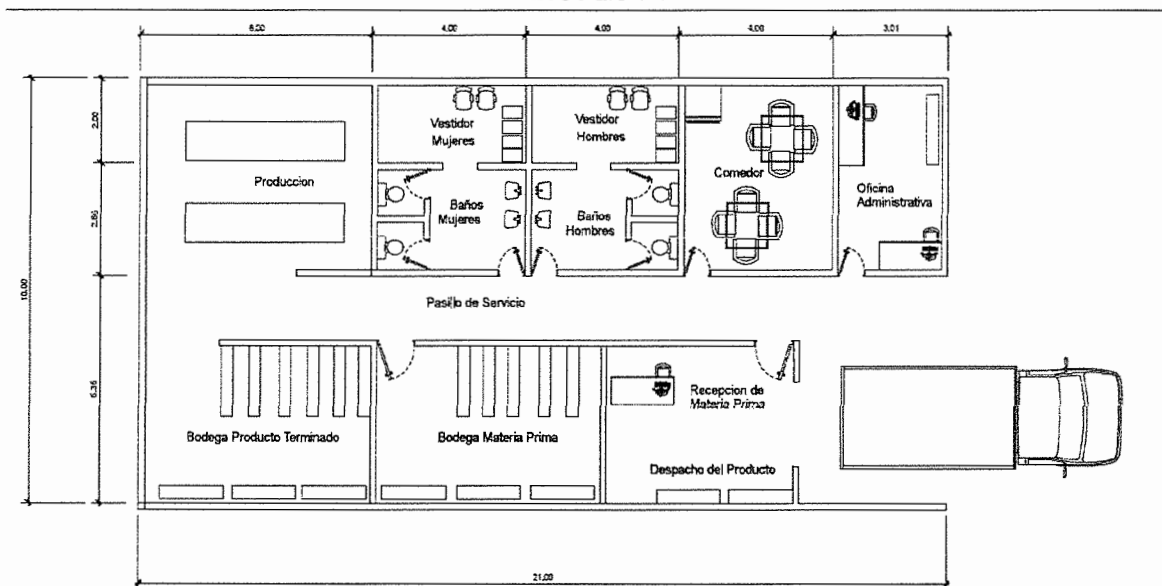 6,00 4,00 4,00 4,00 3,01
2,00
2,65
5,35
10,00
Vestidor
Mujeres
Vestidor
Hombres
Produccion
Comedor
Oficina
Administrativa
Baños
Mujeres
Baños
Hombres
Pasillo de Servicio
Recepcion de
Materia Prima
Bodega Producto Terminado
Bodega Materia Prima
Despacho del Producto
21,00